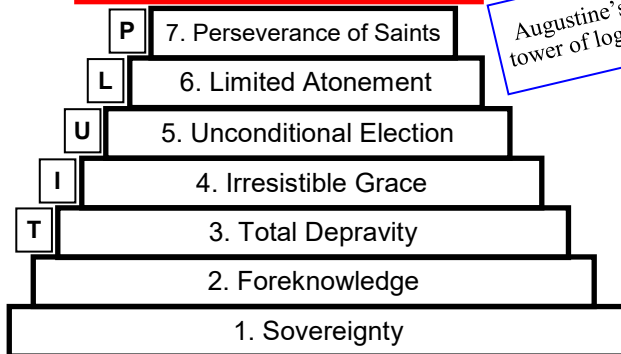 Augustine's
tower of log
P 7. Perseverance of Saints
L 6. Limited Atonement
U 5. Unconditional Election
I 4. Irresistible Grace
T 3. Total Depravity
2. Foreknowledge
1. Sovereignty